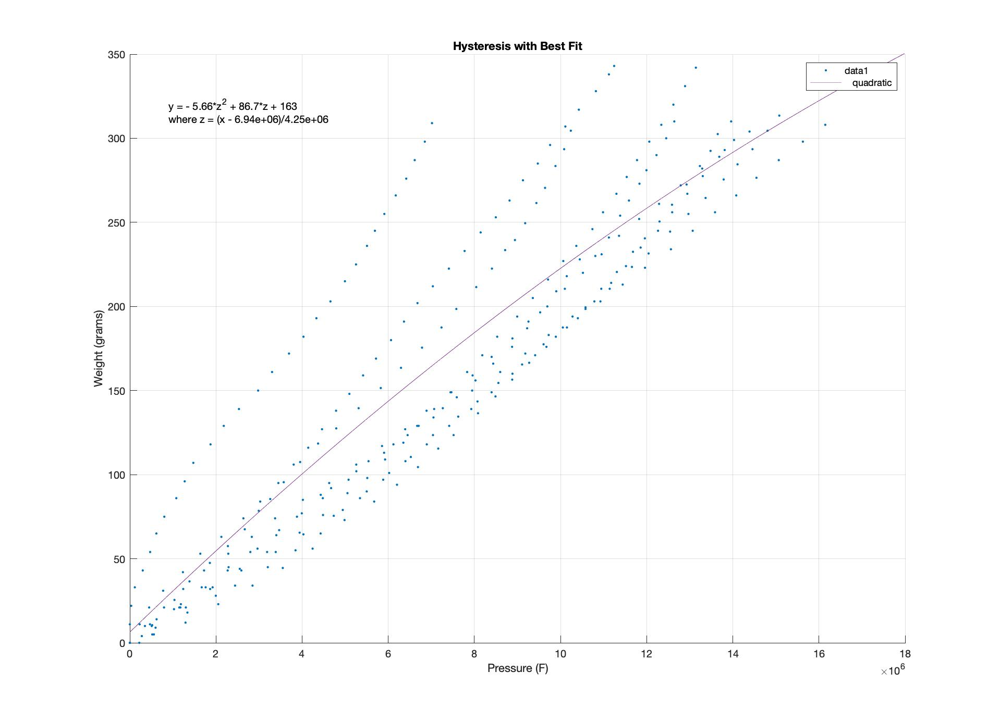 Hysteresis with Best Fit
350
300
250
200
150
100
50
0
Weight (grams)
y = - 5.66*z² + 86.7*z + 163
where z = (x - 6.94e+06)/4.25e+06
data1
quadratic
0 2 4 6 8 10 12 14 16 18
Pressure (F)
×10⁶